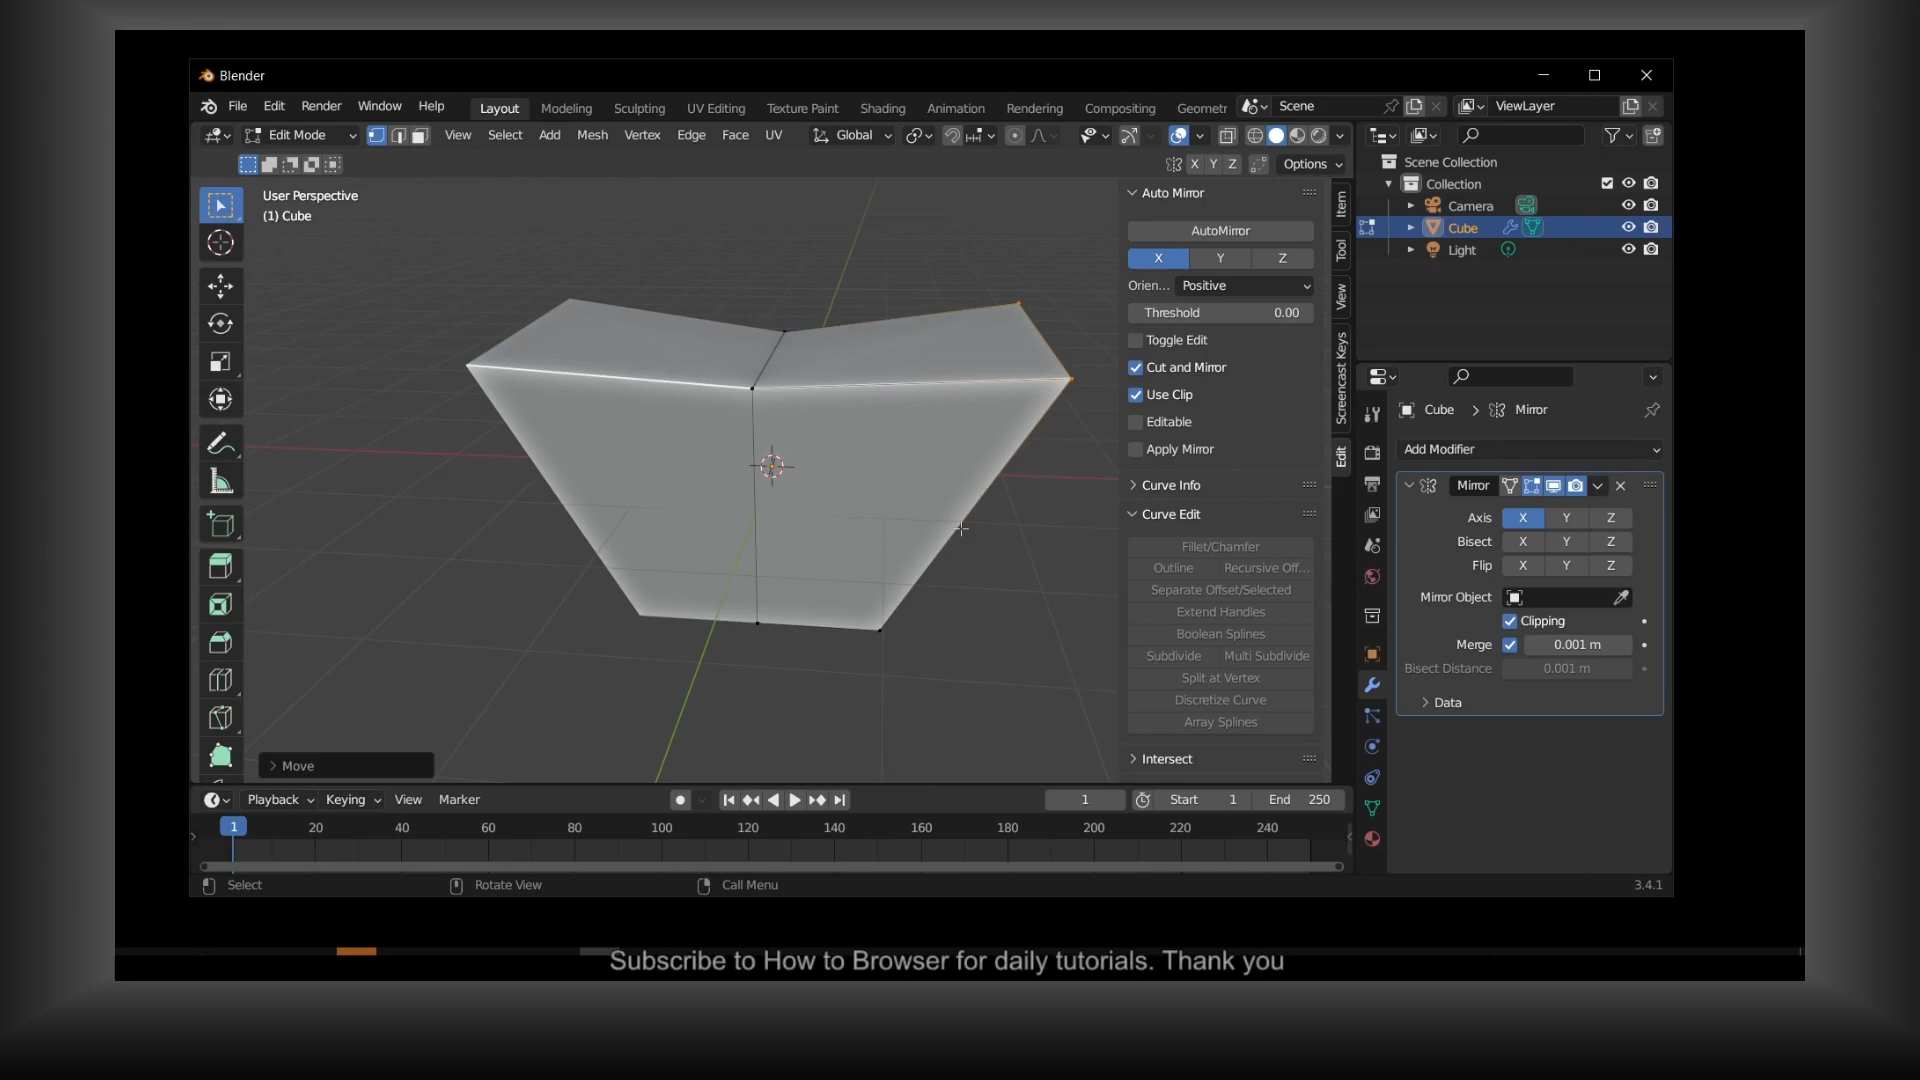 Blender
File Edit Render Window Help Layout Modeling Sculpting UV Editing Texture Paint Shading Animation Rendering Compositing Geometr Scene ViewLayer
Edit Mode View Select Add Mesh Vertex Edge Face UV Global
X Y Z Options
User Perspective
(1) Cube
Auto Mirror
AutoMirror
X Y Z
Orien... Positive
Threshold 0.00
Toggle Edit
Cut and Mirror
Use Clip
Editable
Apply Mirror
Curve Info
Curve Edit
Fillet/Chamfer
Outline Recursive Off...
Separate Offset/Selected
Extend Handles
Boolean Splines
Subdivide Multi Subdivide
Split at Vertex
Discretize Curve
Array Splines
Intersect
Item
Tool
View
Screencast Keys
Edit
Scene Collection
Collection
Camera
Cube
Light
Cube Mirror
Add Modifier
Mirror
Axis X Y Z
Bisect X Y Z
Flip X Y Z
Mirror Object
Clipping
Merge 0.001 m
Bisect Distance 0.001 m
Data
Move
Playback Keying View Marker 1 Start 1 End 250
1 20 40 60 80 100 120 140 160 180 200 220 240
Select Rotate View Call Menu 3.4.1
Subscribe to How to Browser for daily tutorials. Thank you